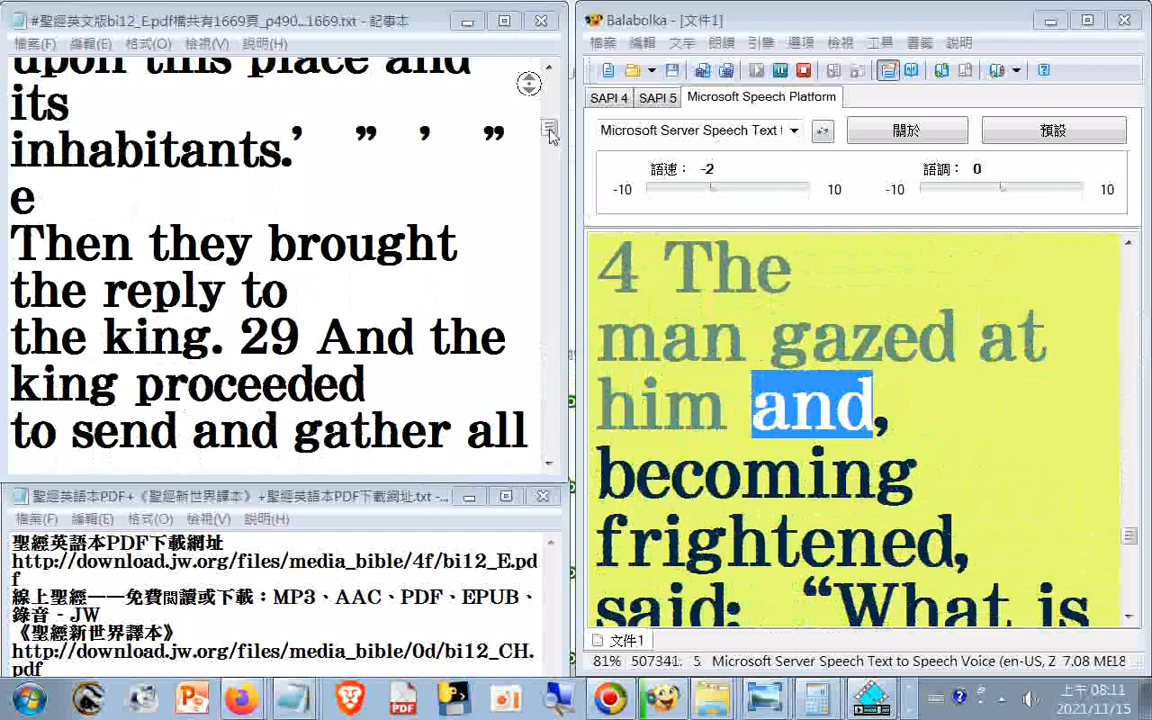 #聖經英文版bi12_E.pdf檔共有1669頁_p490...1669.txt - 記事本
檔案(F) 編輯(E) 格式(O) 檢視(V) 說明(H)
upon this place and
its
inhabitants.’ ” ’ ”
e
Then they brought
the reply to
the king. 29 And the
king proceeded
to send and gather all
聖經英語本PDF+《聖經新世界譯本》+聖經英語本PDF下載網址.txt - ...
檔案(F) 編輯(E) 格式(O) 檢視(V) 說明(H)
聖經英語本PDF下載網址
http://download.jw.org/files/media_bible/4f/bi12_E.pd
f
線上聖經——免費閱讀或下載：MP3、AAC、PDF、EPUB、
錄音 - JW
《聖經新世界譯本》
http://download.jw.org/files/media_bible/0d/bi12_CH.
pdf
Balabolka - [文件1]
檔案 編輯 文字 朗讀 引擎 選項 檢視 工具 書籤 說明
SAPI 4 SAPI 5 Microsoft Speech Platform
Microsoft Server Speech Text 關於 預設
語速： -2 語調： 0
-10 10 -10 10
4 The
man gazed at
him and,
becoming
frightened,
said: “What is
文件1
81% 507341. 5. Microsoft Server Speech Text to Speech Voice (en-US, Z 7.08 ME18
上午 08:11
2021/11/15